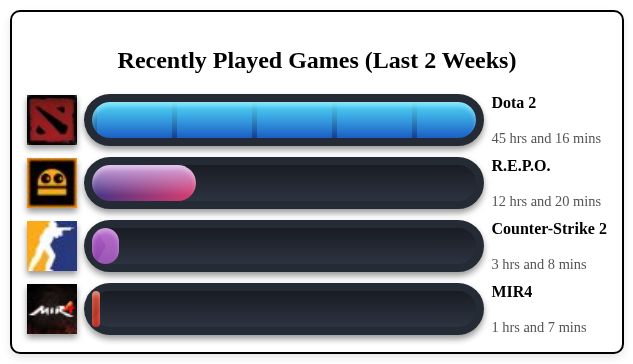 Recently Played Games (Last 2 Weeks)
Dota 2
45 hrs and 16 mins
R.E.P.O.
12 hrs and 20 mins
Counter-Strike 2
3 hrs and 8 mins
MIR4
MIR4
1 hrs and 7 mins